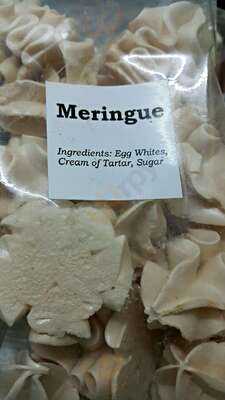 Meringue
Ingredients: Egg Whites,
Cream of Tartar, Sugar